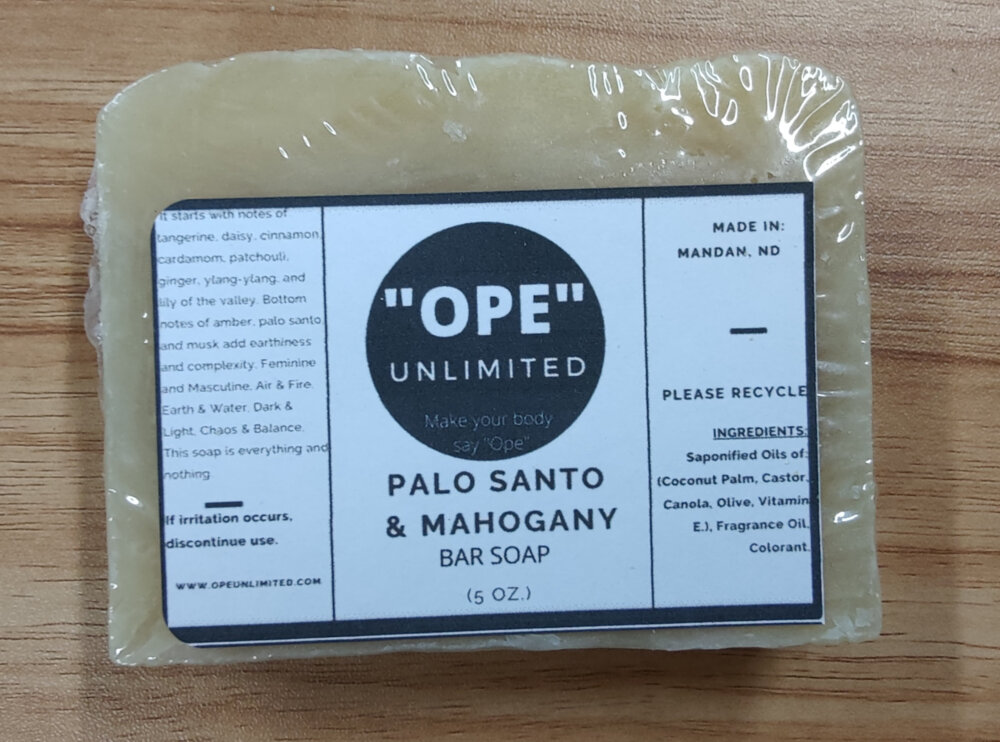 It starts with notes of
tangerine, daisy, cinnamon,
cardamom, patchouli,
ginger, ylang-ylang, and
lily of the valley. Bottom
notes of amber, palo santo,
and musk add earthiness
and complexity. Feminine
and Masculine, Air & Fire,
Earth & Water, Dark &
Light, Chaos & Balance.
This soap is everything and
nothing.
If irritation occurs,
discontinue use.
WWW.OPEUNLIMITED.COM
"OPE"
UNLIMITED
Make your body
say "Ope"
PALO SANTO
& MAHOGANY
BAR SOAP
(5 OZ.)
MADE IN:
MANDAN, ND
PLEASE RECYCLE
INGREDIENTS:
Saponified Oils of:
(Coconut Palm, Castor,
Canola, Olive, Vitamin
E.), Fragrance Oil,
Colorant.